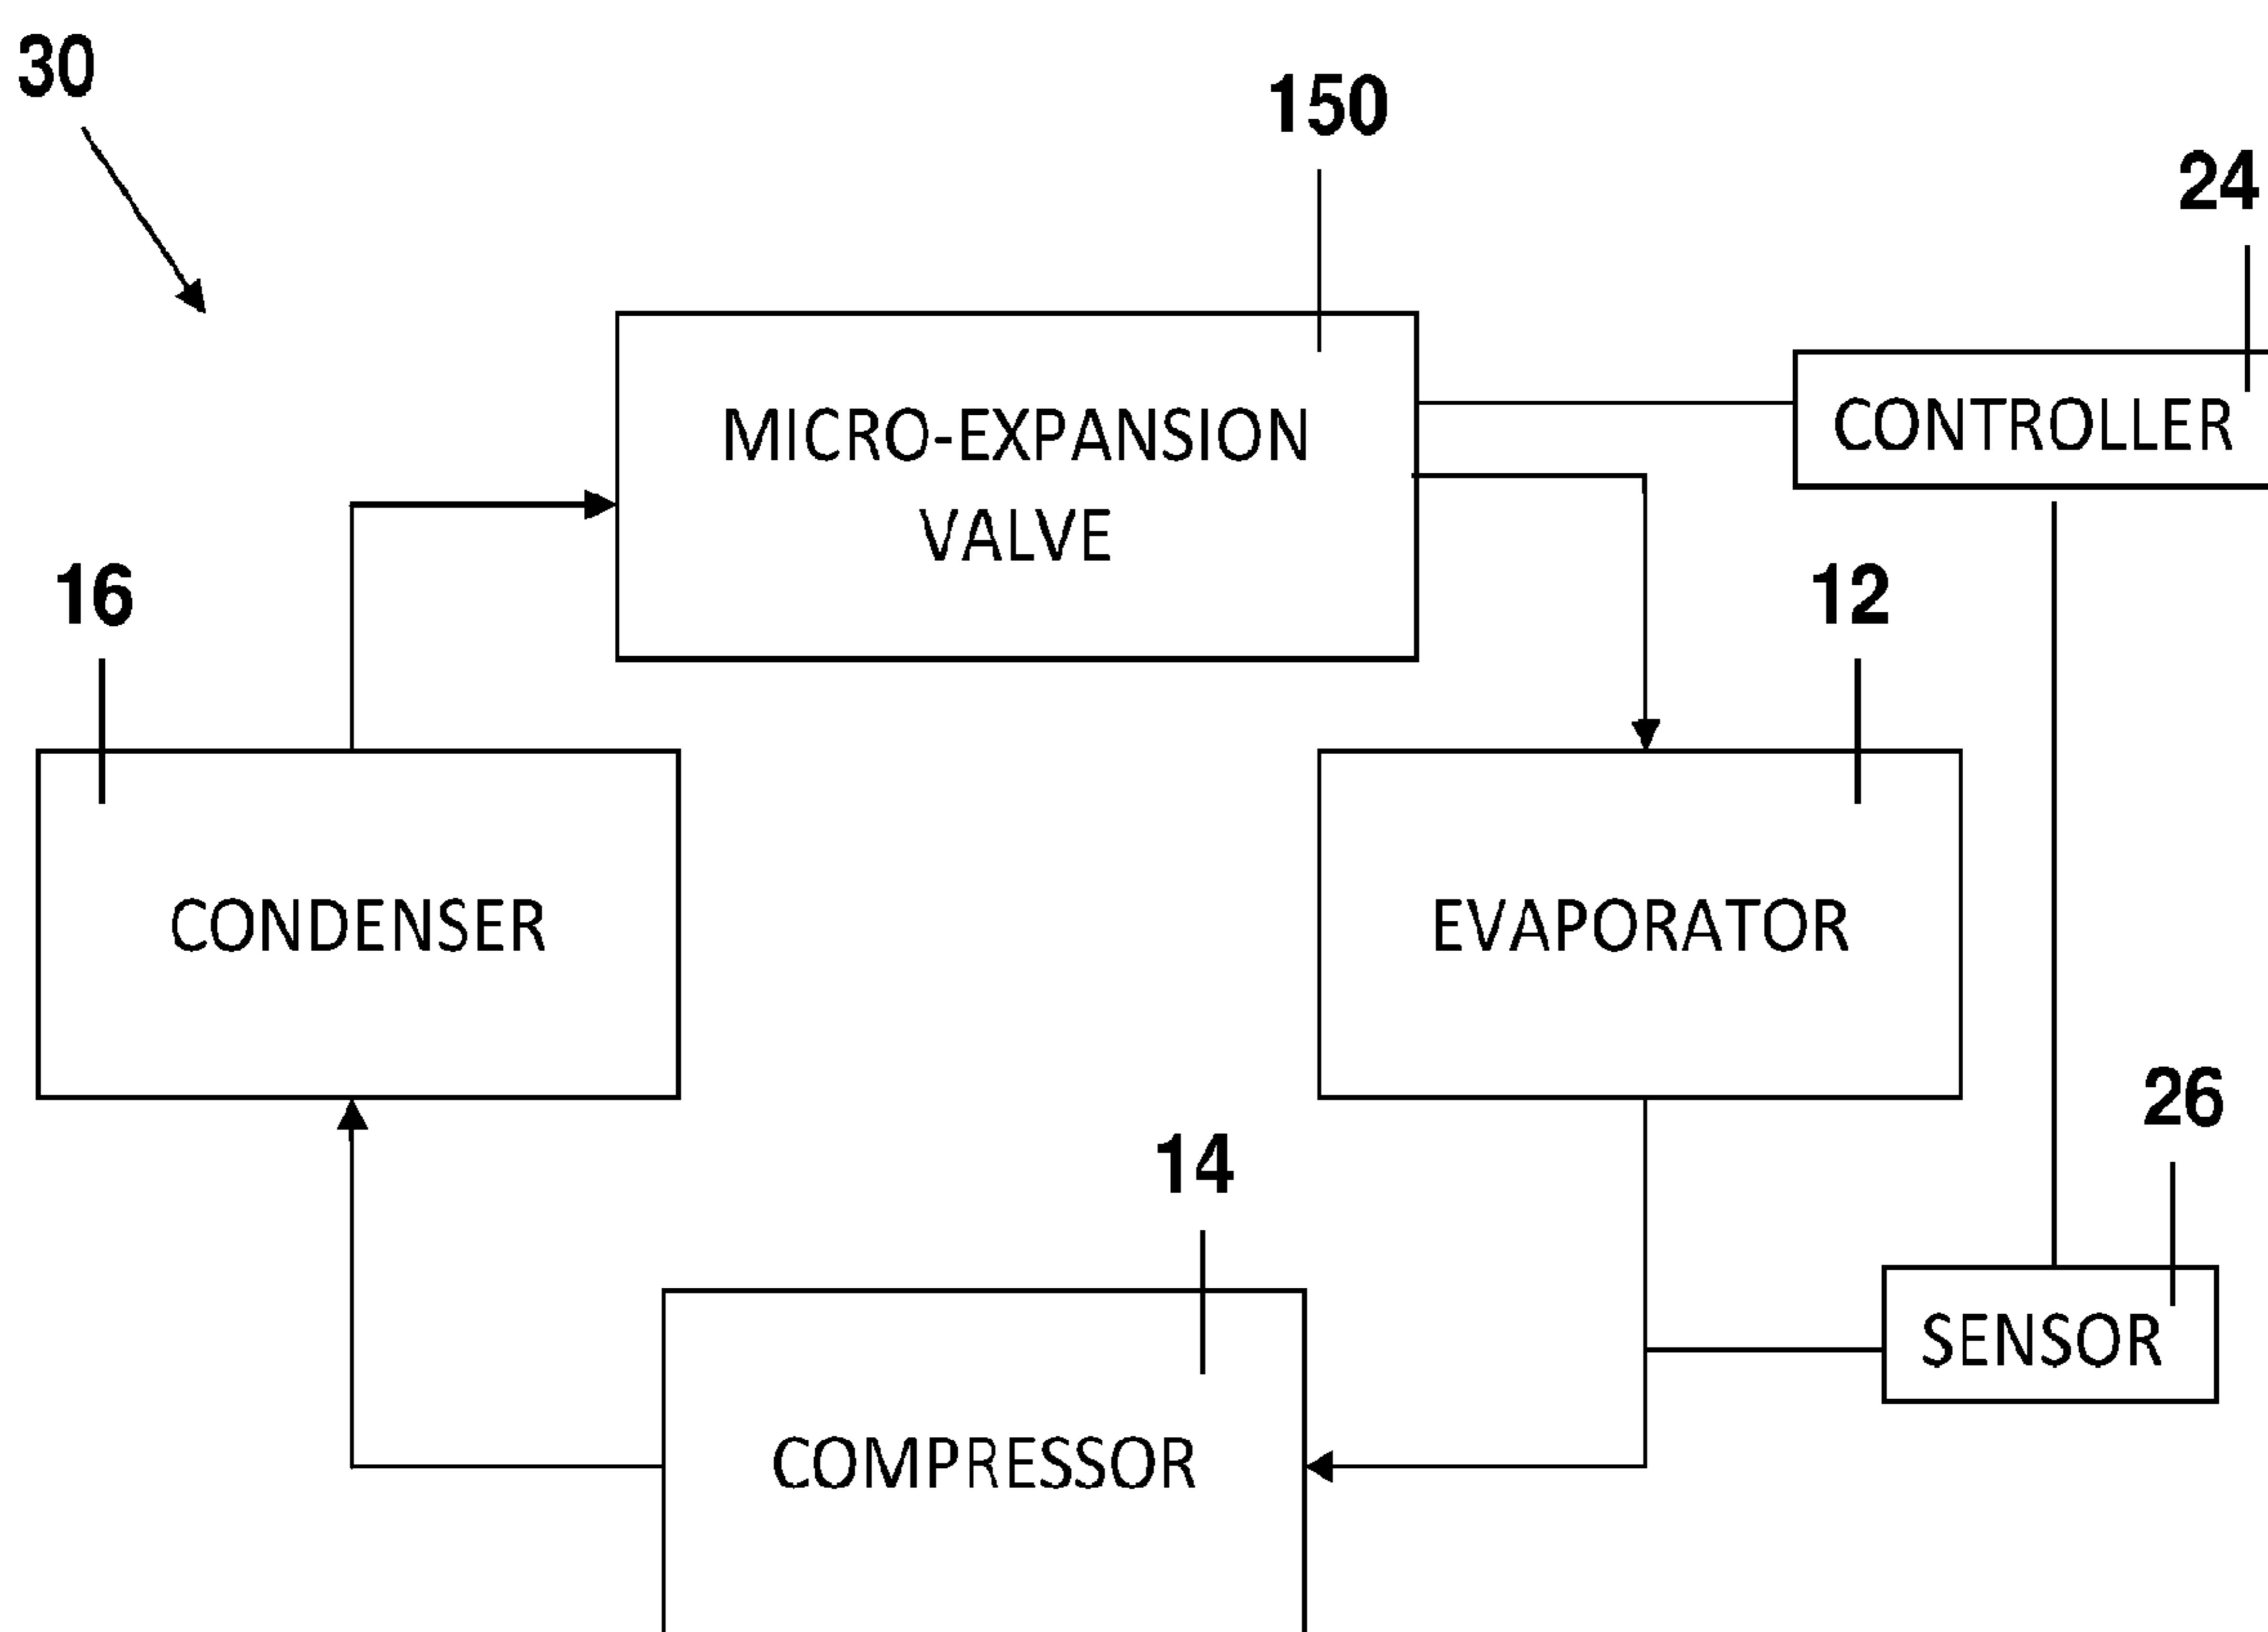 30
150
24
MICRO-EXPANSION
VALVE
CONTROLLER
16
12
CONDENSER
EVAPORATOR
26
14
SENSOR
COMPRESSOR